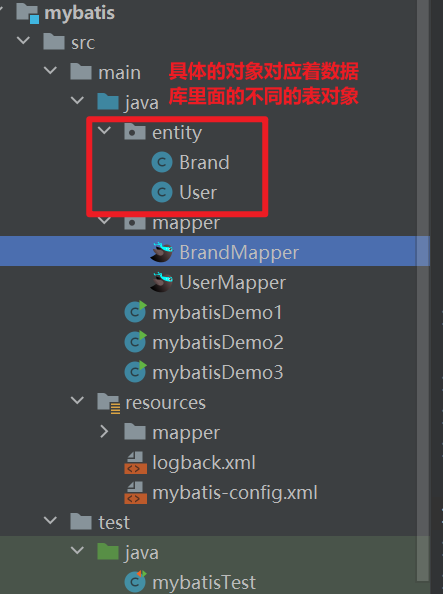 mybatis
src
main
具体的对象对应着数据
java
库里面的不同的表对象
entity
Brand
User
mapper
BrandMapper
UserMapper
mybatisDemo1
mybatisDemo2
mybatisDemo3
resources
mapper
logback.xml
mybatis-config.xml
test
java
mybatisTest